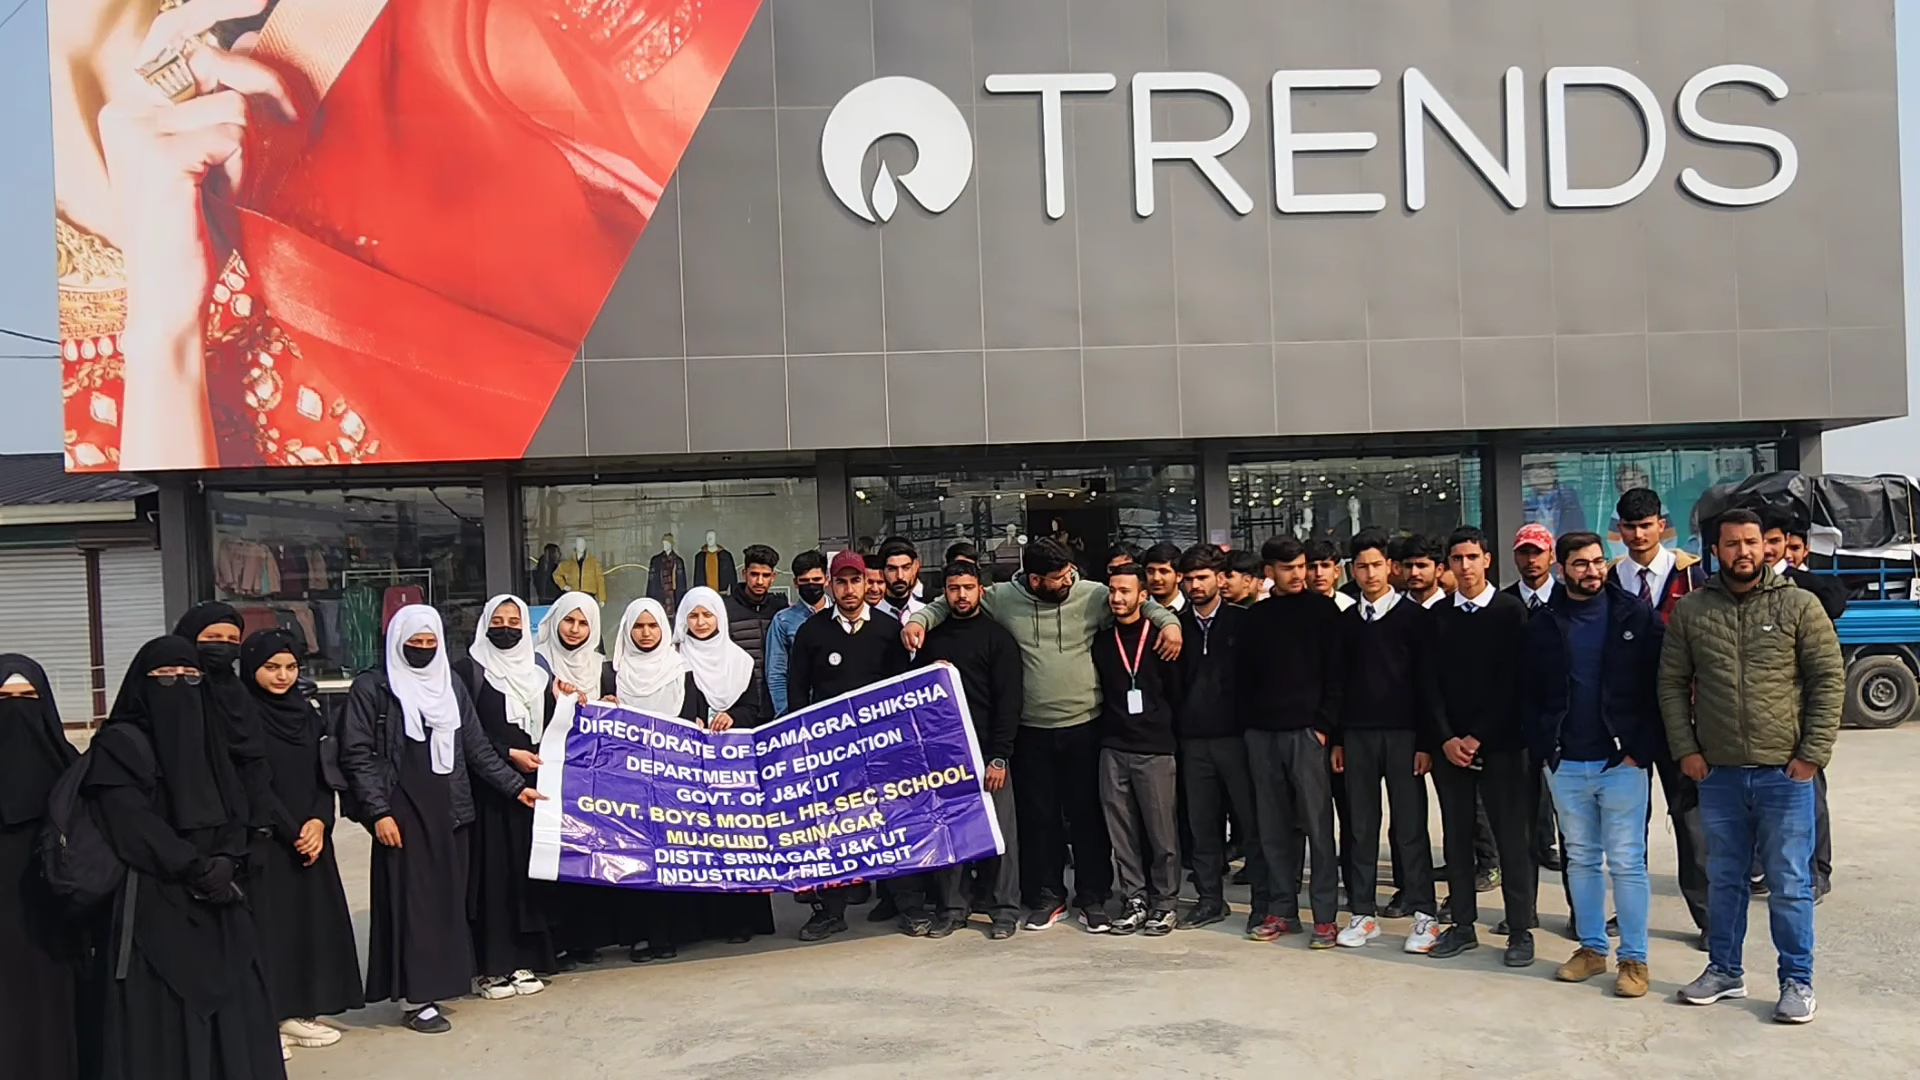 TRENDS
DIRECTORATE OF SAMAGRA SHIKSHA
DEPARTMENT OF EDUCATION
GOVT. OF J&K UT
GOVT. BOYS MODEL HR.SEC.SCHOOL
MUJGUND, SRINAGAR
DISTT. SRINAGAR J&K UT
INDUSTRIAL / FIELD VISIT